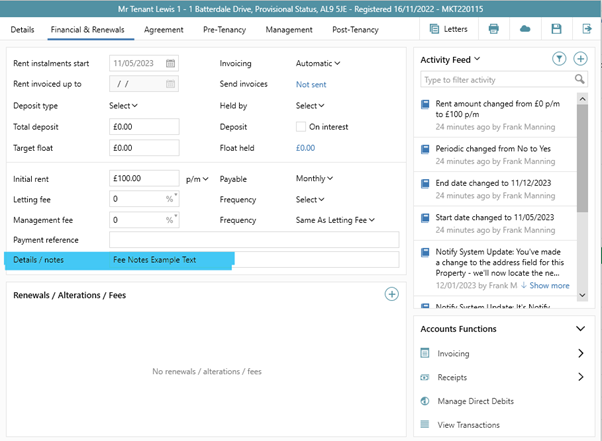 Mr Tenant Lewis 1 - 1 Batterdale Drive, Provisional Status, AL9 5JE - Registered 16/11/2022 - MKT220115
Details Financial & Renewals Agreement Pre-Tenancy Management Post-Tenancy Letters
Rent instalments start 11/05/2023 Invoicing Automatic
Rent invoiced up to / / Send invoices Not sent
Deposit type Select Held by Select
Total deposit £0.00 Deposit On interest
Target float £0.00 Float held £0.00
Initial rent £100.00 p/m Payable Monthly
Letting fee 0 %+ Frequency Select
Management fee 0 %+ Frequency Same As Letting Fee
Payment reference
Details / notes Fee Notes Example Text
Renewals / Alterations / Fees
No renewals / alterations / fees
Activity Feed
Type to filter activity
Rent amount changed from £0 p/m
to £100 p/m
24 minutes ago by Frank Manning
Periodic changed from No to Yes
24 minutes ago by Frank Manning
End date changed to 11/12/2023
24 minutes ago by Frank Manning
Start date changed to 11/05/2023
24 minutes ago by Frank Manning
Notify System Update: You've made
a change to the address field for this
Property - we'll now locate the ne...
12/01/2023 by Frank M Show more
Notify System Update: It's Notify
Accounts Functions
Invoicing
Receipts
Manage Direct Debits
View Transactions